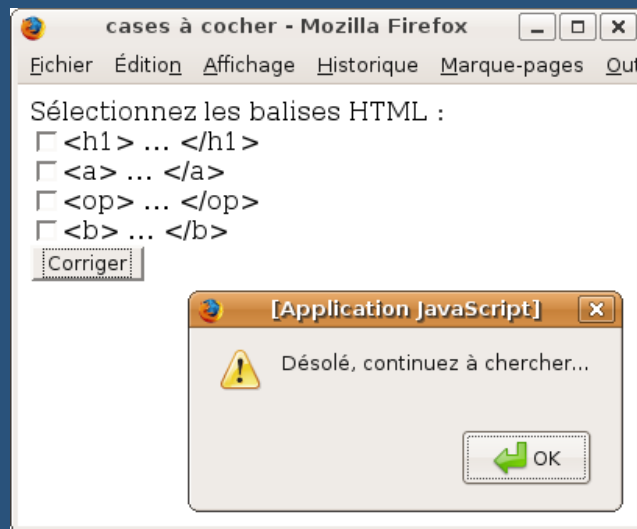 cases à cocher - Mozilla Firefox
Fichier Édition Affichage Historique Marque-pages Out
Sélectionnez les balises HTML :
<h1> ... </h1>
<a> ... </a>
<op> ... </op>
<b> ... </b>
Corriger
[Application JavaScript]
Désolé, continuez à chercher...
OK